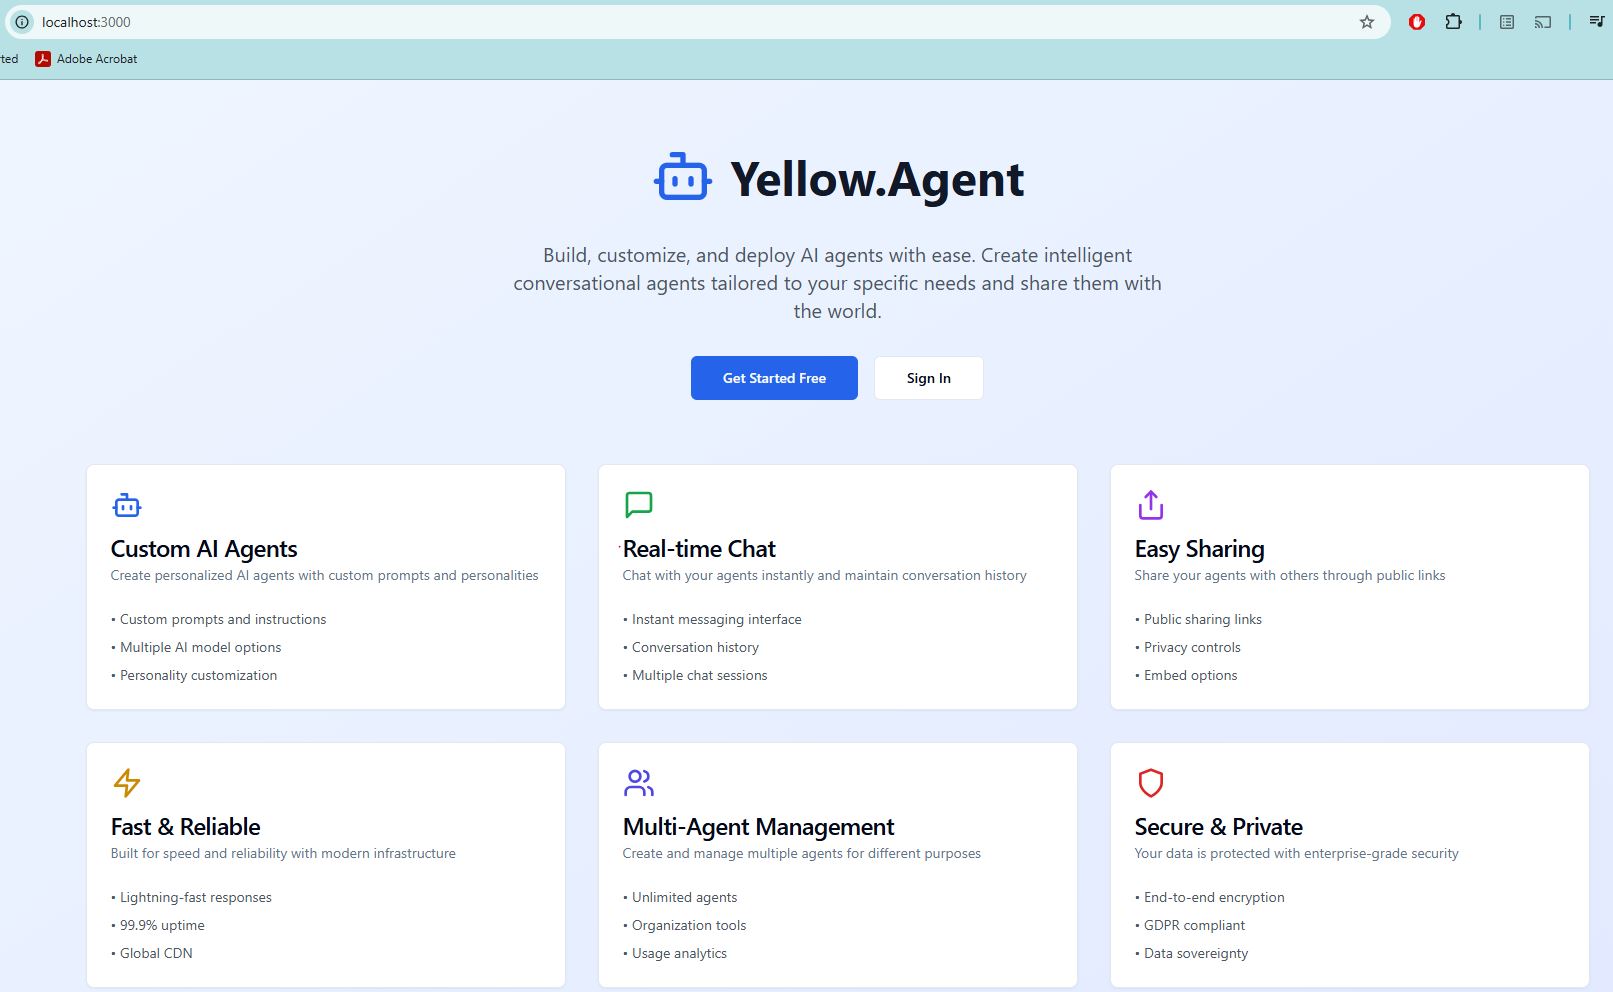 localhost:3000
ted
Adobe Acrobat
Yellow.Agent
Build, customize, and deploy AI agents with ease. Create intelligent
conversational agents tailored to your specific needs and share them with
the world.
Get Started Free
Sign In
Custom AI Agents
Create personalized AI agents with custom prompts and personalities
• Custom prompts and instructions
• Multiple AI model options
• Personality customization
Real-time Chat
Chat with your agents instantly and maintain conversation history
• Instant messaging interface
• Conversation history
• Multiple chat sessions
Easy Sharing
Share your agents with others through public links
• Public sharing links
• Privacy controls
• Embed options
Fast & Reliable
Built for speed and reliability with modern infrastructure
• Lightning-fast responses
• 99.9% uptime
• Global CDN
Multi-Agent Management
Create and manage multiple agents for different purposes
• Unlimited agents
• Organization tools
• Usage analytics
Secure & Private
Your data is protected with enterprise-grade security
• End-to-end encryption
• GDPR compliant
• Data sovereignty